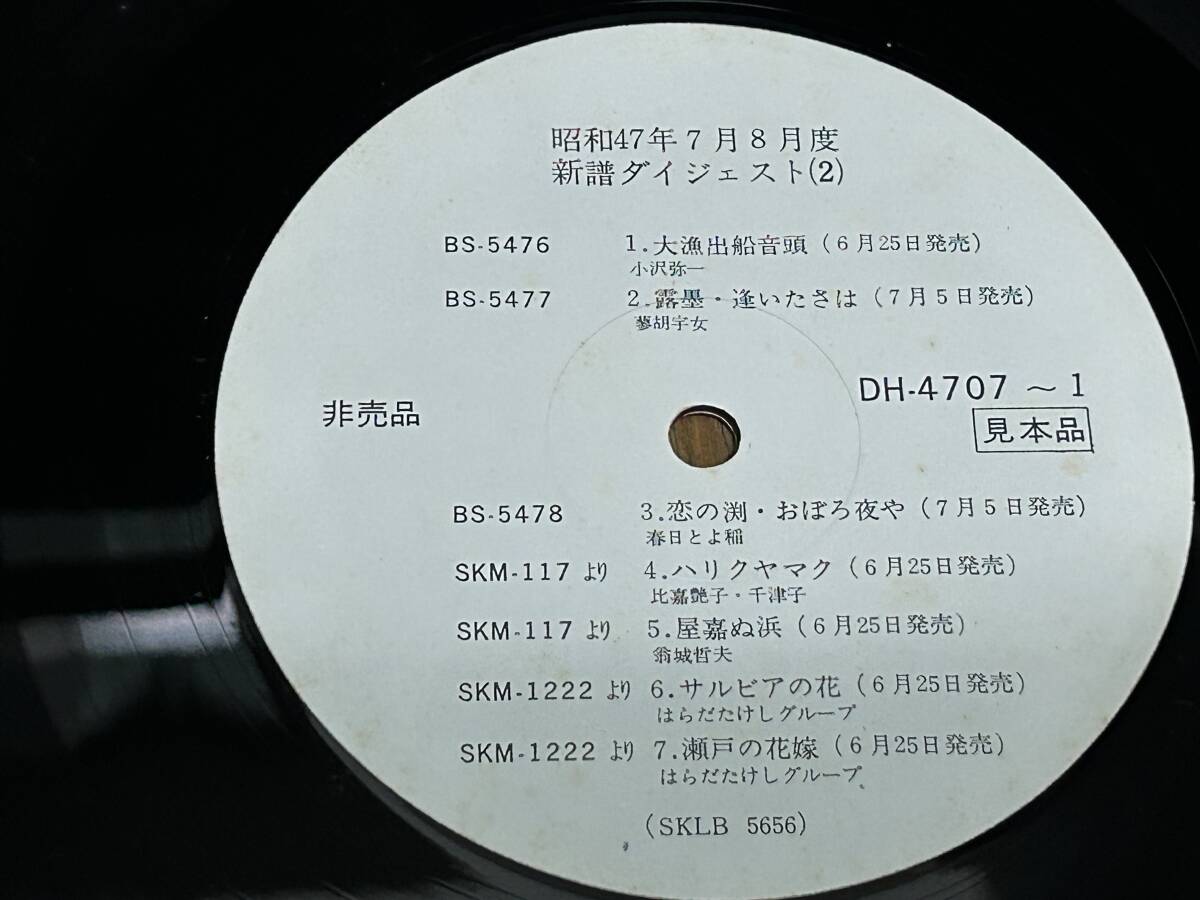 昭和47年7月8月度
新譜ダイジェスト(2)
BS-5476 1.大漁出船音頭(6月25日発売)
小沢弥一
BS-5477 2.露墨・逢いたさは(7月5日発売)
蓼胡宇女
非売品
DH-4707 ～ 1
見本品
BS-5478 3.恋の渕・おぼろ夜や(7月5日発売)
春日とよ稲
SKM-117 より 4.ハリクヤマク(6月25日発売)
比嘉艶子・千津子
SKM-117 より 5.屋嘉ぬ浜(6月25日発売)
翁城哲夫
SKM-1222 より 6.サルビアの花(6月25日発売)
はらだたけしグループ
SKM-1222 より 7.瀬戸の花嫁(6月25日発売)
はらだたけしグループ
(SKLB 5656)